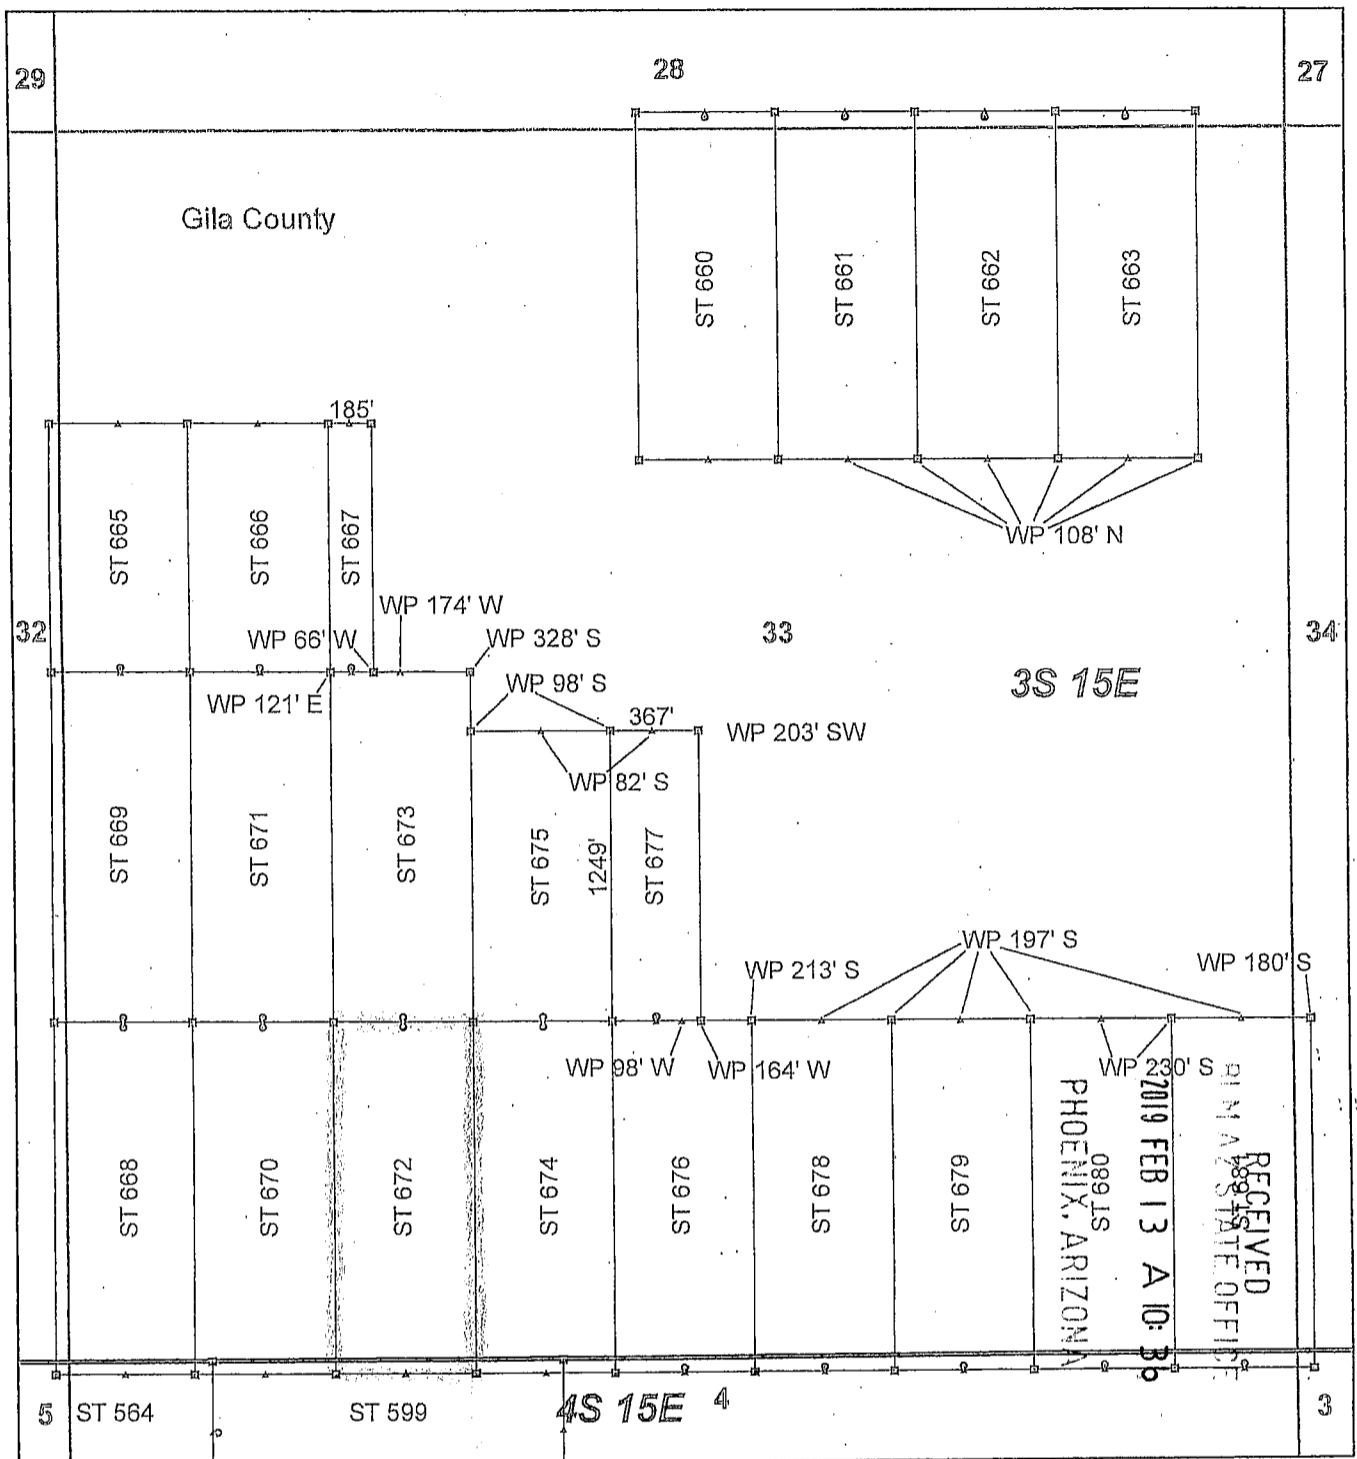 29
28
27
Gila County
ST 660
ST 661
ST 662
ST 663
185'
ST 665
ST 666
ST 667
WP 108' N
WP 174' W
32
WP 66' W
WP 328' S
33
34
WP 98' S
3S 15E
WP 121' E
367'
WP 203' SW
WP 82' S
ST 669
ST 671
ST 673
ST 675
1249'
ST 677
WP 197' S
WP 213' S
WP 180' S
WP 98' W
WP 164' W
WP 230' S
ST 668
ST 670
ST 672
ST 674
ST 676
ST 678
ST 679
ST 680
ST 681
RECEIVED
BLM AZ STATE OFFICE
2019 FEB 13 A 10: 36
PHOENIX, ARIZONA
5
ST 564
ST 599
4S 15E
4
3